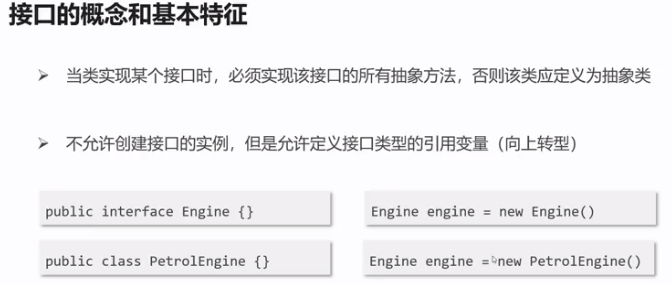 接口的概念和基本特征
➢ 当类实现某个接口时，必须实现该接口的所有抽象方法，否则该类应定义为抽象类
➢ 不允许创建接口的实例，但是允许定义接口类型的引用变量（向上转型）
public interface Engine {}
Engine engine = new Engine()
public class PetrolEngine {}
Engine engine = new PetrolEngine()